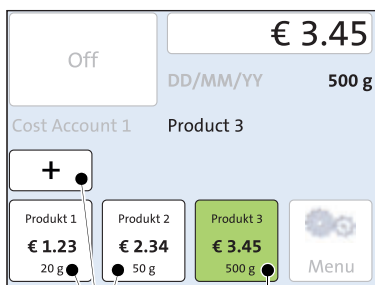 Off
€ 3.45
DD/MM/YY 500 g
Cost Account 1 Product 3
+
Produkt 1 Produkt 2 Produkt 3
€ 1.23 € 2.34 € 3.45
20 g 50 g 500 g Menu